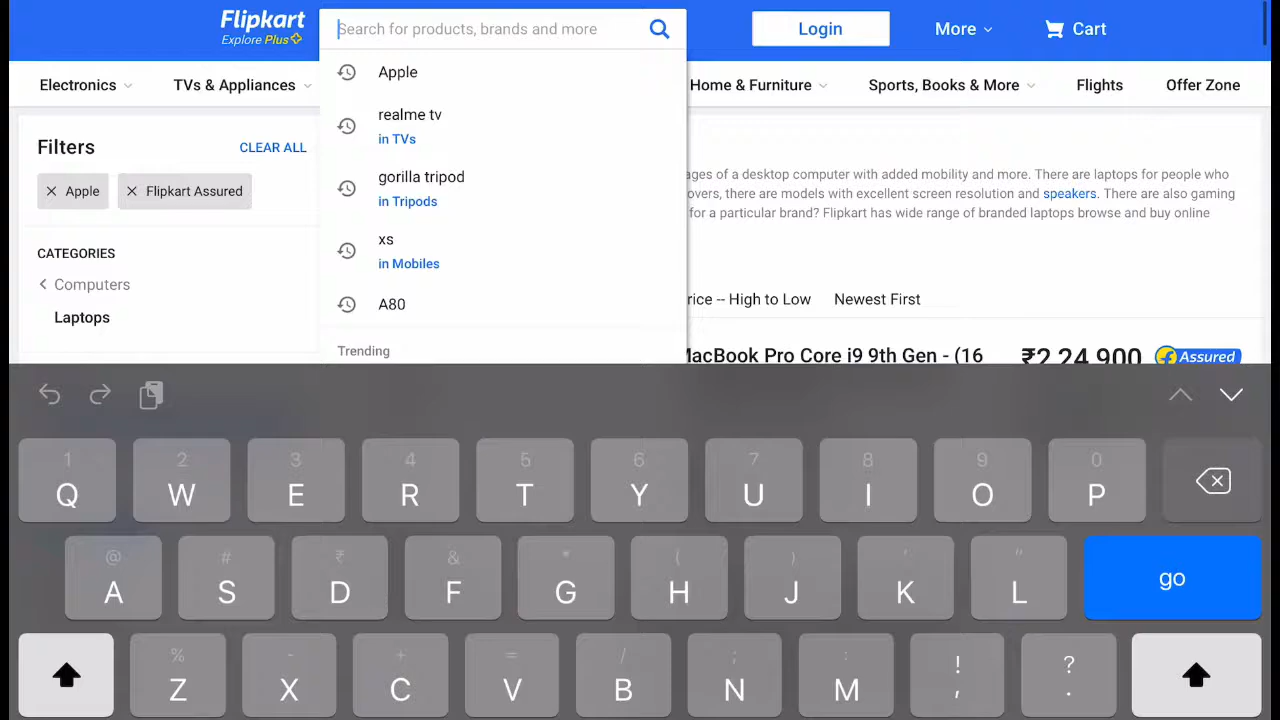 Flipkart
Explore Plus
Search for products, brands and more
Login
More
Cart
Electronics
TVs & Appliances
Home & Furniture
Sports, Books & More
Flights
Offer Zone
Apple
realme tv
in TVs
gorilla tripod
in Tripods
xs
in Mobiles
A80
Trending
Filters
CLEAR ALL
Apple
Flipkart Assured
CATEGORIES
Computers
Laptops
ages of a desktop computer with added mobility and more. There are laptops for people who
overs, there are models with excellent screen resolution and speakers. There are also gaming
for a particular brand? Flipkart has wide range of branded laptops browse and buy online
rice -- High to Low
Newest First
MacBook Pro Core i9 9th Gen - (16
₹2,24,900
Assured
1 2 3 4 5 6 7 8 9 0
Q W E R T Y U I O P
@ # ₹ & * ( ) ' "
A S D F G H J K L
go
% - + = / ; : ! ?
Z X C V B N M , .